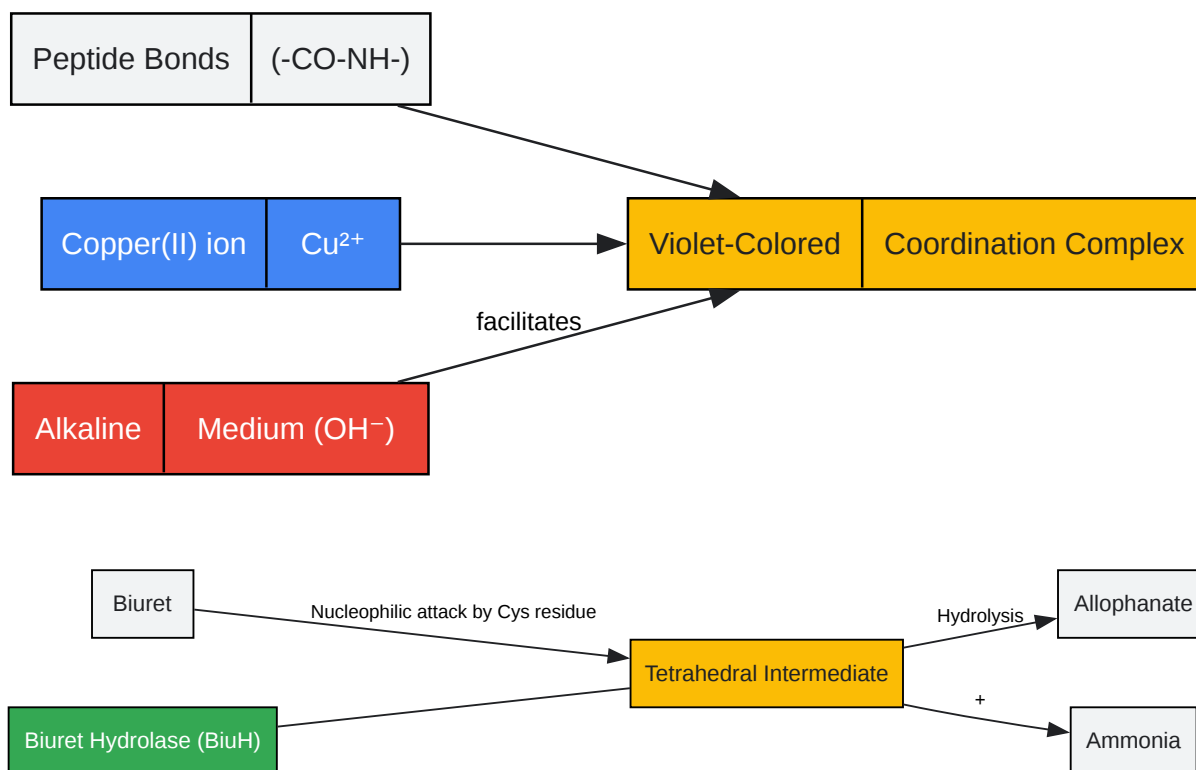 Peptide Bonds
(-CO-NH-)
Copper(II) ion
Cu²⁺
Violet-Colored
Coordination Complex
facilitates
Alkaline
Medium (OH⁻)
Biuret
Nucleophilic attack by Cys residue
Hydrolysis
Allophanate
Tetrahedral Intermediate
+
Biuret Hydrolase (BiuH)
Ammonia